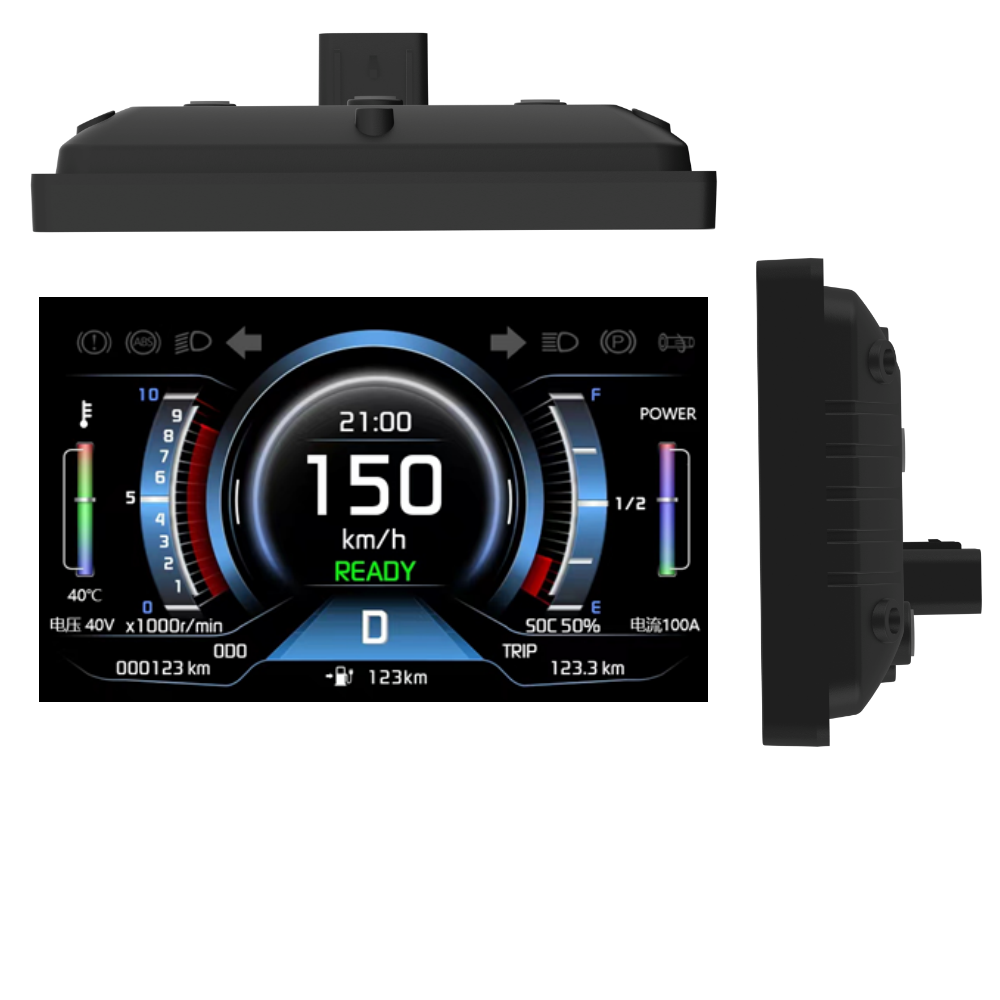 ABS
P
21:00
150
km/h
READY
D
10
9
8
7
6
5
4
3
2
1
0
x1000r/min
40℃
电压 40V
ODO
000123 km
123km
F
1/2
E
POWER
SOC 50%
电流100A
TRIP
123.3 km